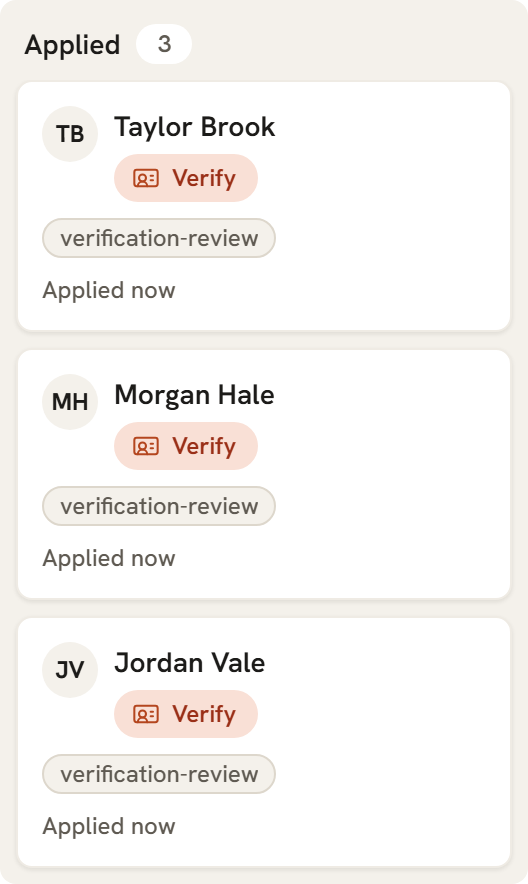 Applied 3
TB Taylor Brook
Verify
verification-review
Applied now
MH Morgan Hale
Verify
verification-review
Applied now
JV Jordan Vale
Verify
verification-review
Applied now